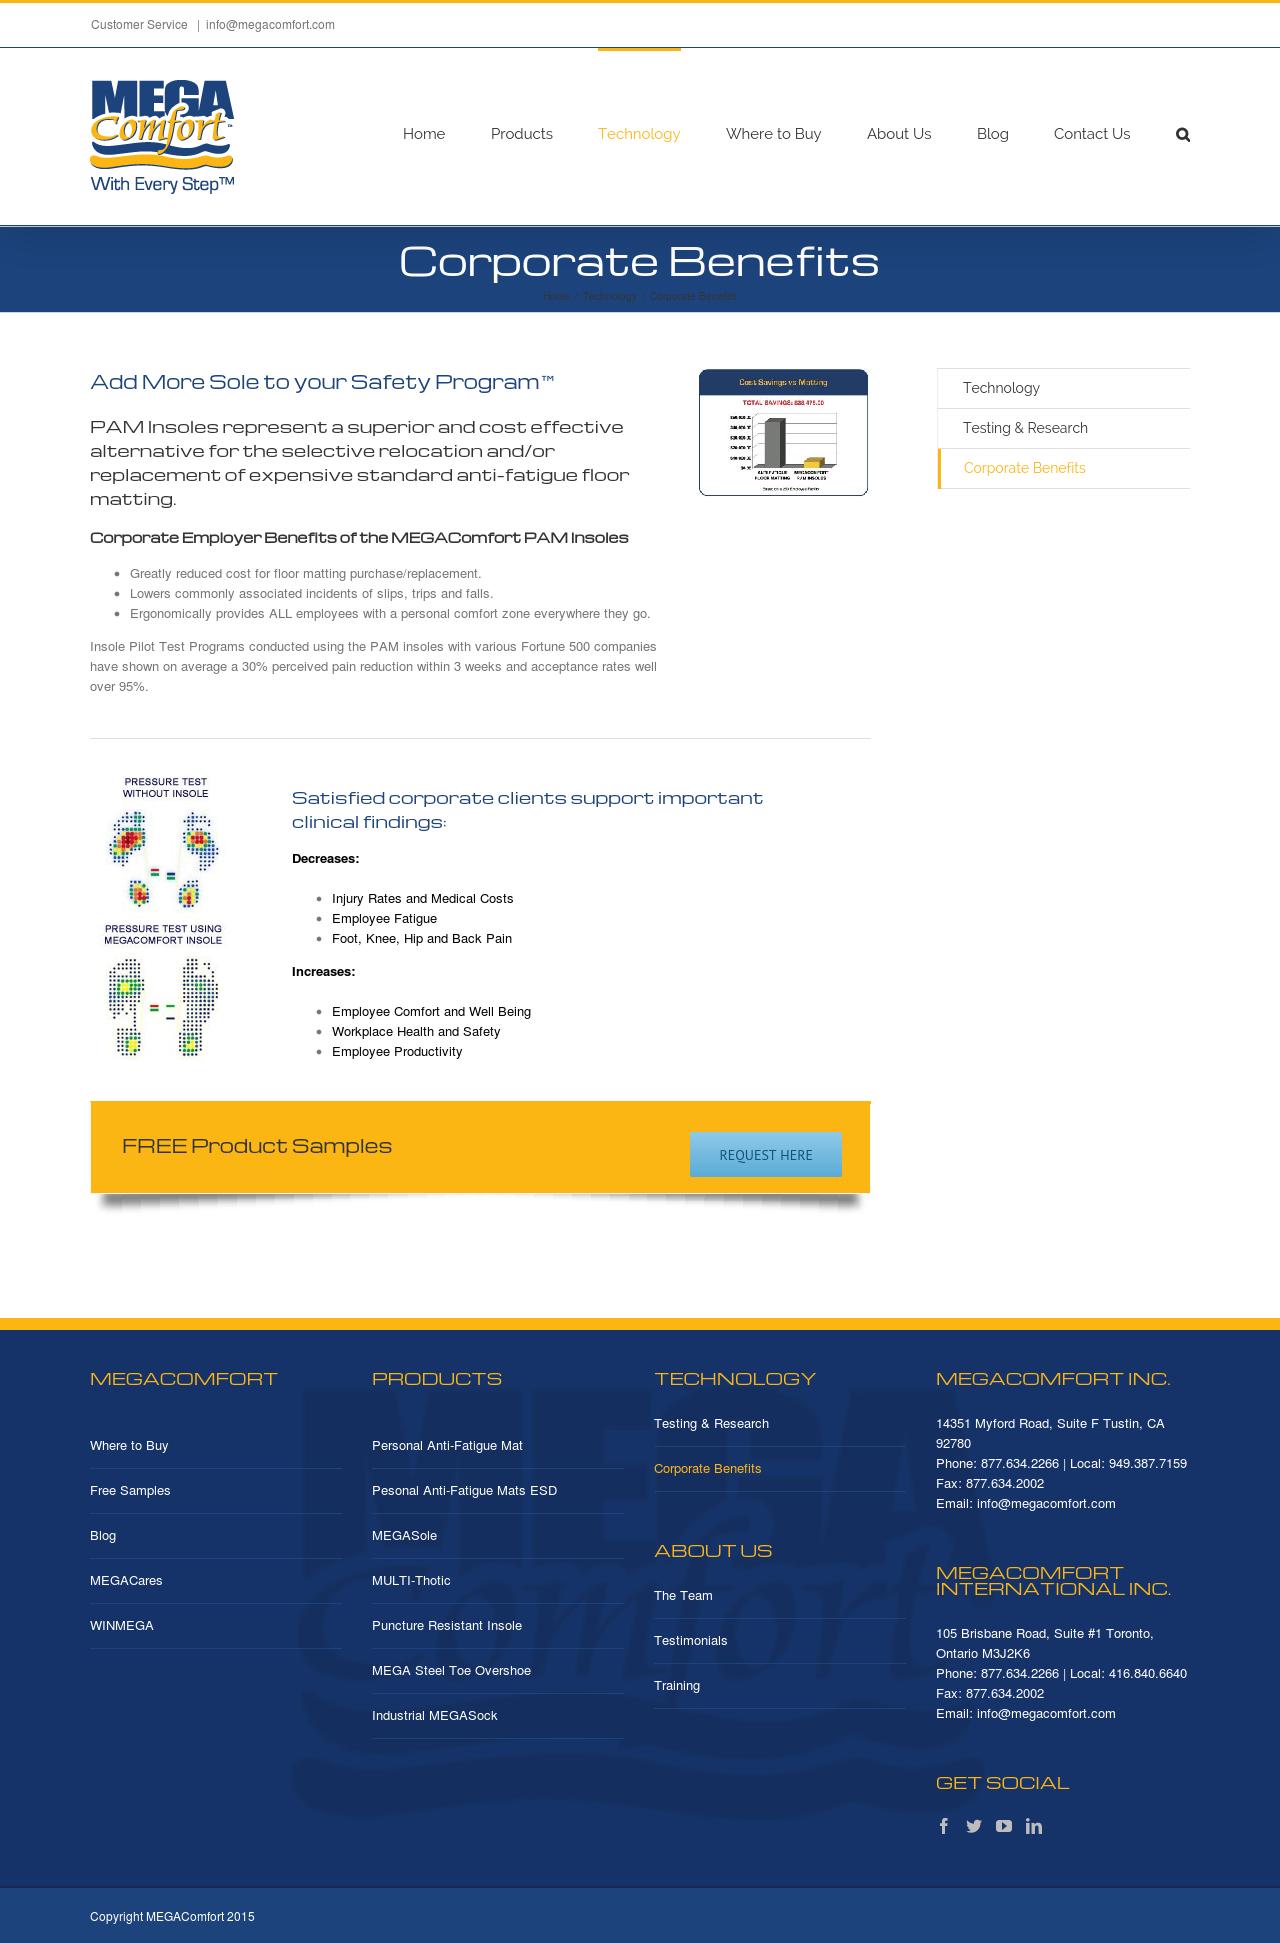 Customer Service | info@megacomfort.com
MEGA
Comfort
With Every Step™
Home Products Technology Where to Buy About Us Blog Contact Us
Corporate Benefits
Home / Technology / Corporate Benefits
Add More Sole to your Safety Program™
PAM Insoles represent a superior and cost effective
alternative for the selective relocation and/or
replacement of expensive standard anti-fatigue floor
matting.
Corporate Employer Benefits of the MEGAComfort PAM Insoles
Greatly reduced cost for floor matting purchase/replacement.
Lowers commonly associated incidents of slips, trips and falls.
Ergonomically provides ALL employees with a personal comfort zone everywhere they go.
Insole Pilot Test Programs conducted using the PAM insoles with various Fortune 500 companies
have shown on average a 30% perceived pain reduction within 3 weeks and acceptance rates well
over 95%.
Cost Savings vs Matting
ANTI FATIGUE
FLOOR MATTING
MEGACOMFORT
PAM INSOLES
Technology
Testing & Research
Corporate Benefits
PRESSURE TEST
WITHOUT INSOLE
PRESSURE TEST USING
MEGACOMFORT INSOLE
Satisfied corporate clients support important
clinical findings:
Decreases:
Injury Rates and Medical Costs
Employee Fatigue
Foot, Knee, Hip and Back Pain
Increases:
Employee Comfort and Well Being
Workplace Health and Safety
Employee Productivity
FREE Product Samples
REQUEST HERE
MEGACOMFORT
Where to Buy
Free Samples
Blog
MEGACares
WINMEGA
PRODUCTS
Personal Anti-Fatigue Mat
Pesonal Anti-Fatigue Mats ESD
MEGASole
MULTI-Thotic
Puncture Resistant Insole
MEGA Steel Toe Overshoe
Industrial MEGASock
TECHNOLOGY
Testing & Research
Corporate Benefits
ABOUT US
The Team
Testimonials
Training
MEGACOMFORT INC.
14351 Myford Road, Suite F Tustin, CA
92780
Phone: 877.634.2266 | Local: 949.387.7159
Fax: 877.634.2002
Email: info@megacomfort.com
MEGACOMFORT
INTERNATIONAL INC.
105 Brisbane Road, Suite #1 Toronto,
Ontario M3J2K6
Phone: 877.634.2266 | Local: 416.840.6640
Fax: 877.634.2002
Email: info@megacomfort.com
GET SOCIAL
MEGA
Comfort
Copyright MEGAComfort 2015